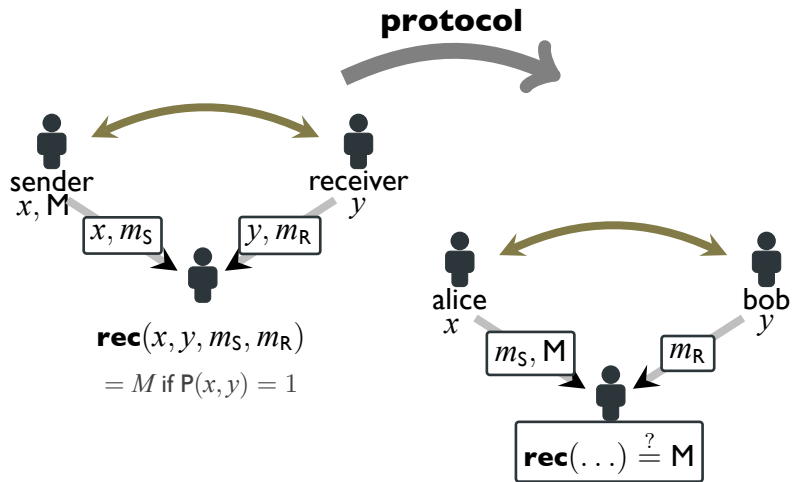 protocol
sender
x, M
receiver
y
x, m_S
y, m_R
rec(x, y, m_S, m_R)
= M if P(x, y) = 1
alice
x
bob
y
m_S, M
m_R
rec(. . .) ≟ M